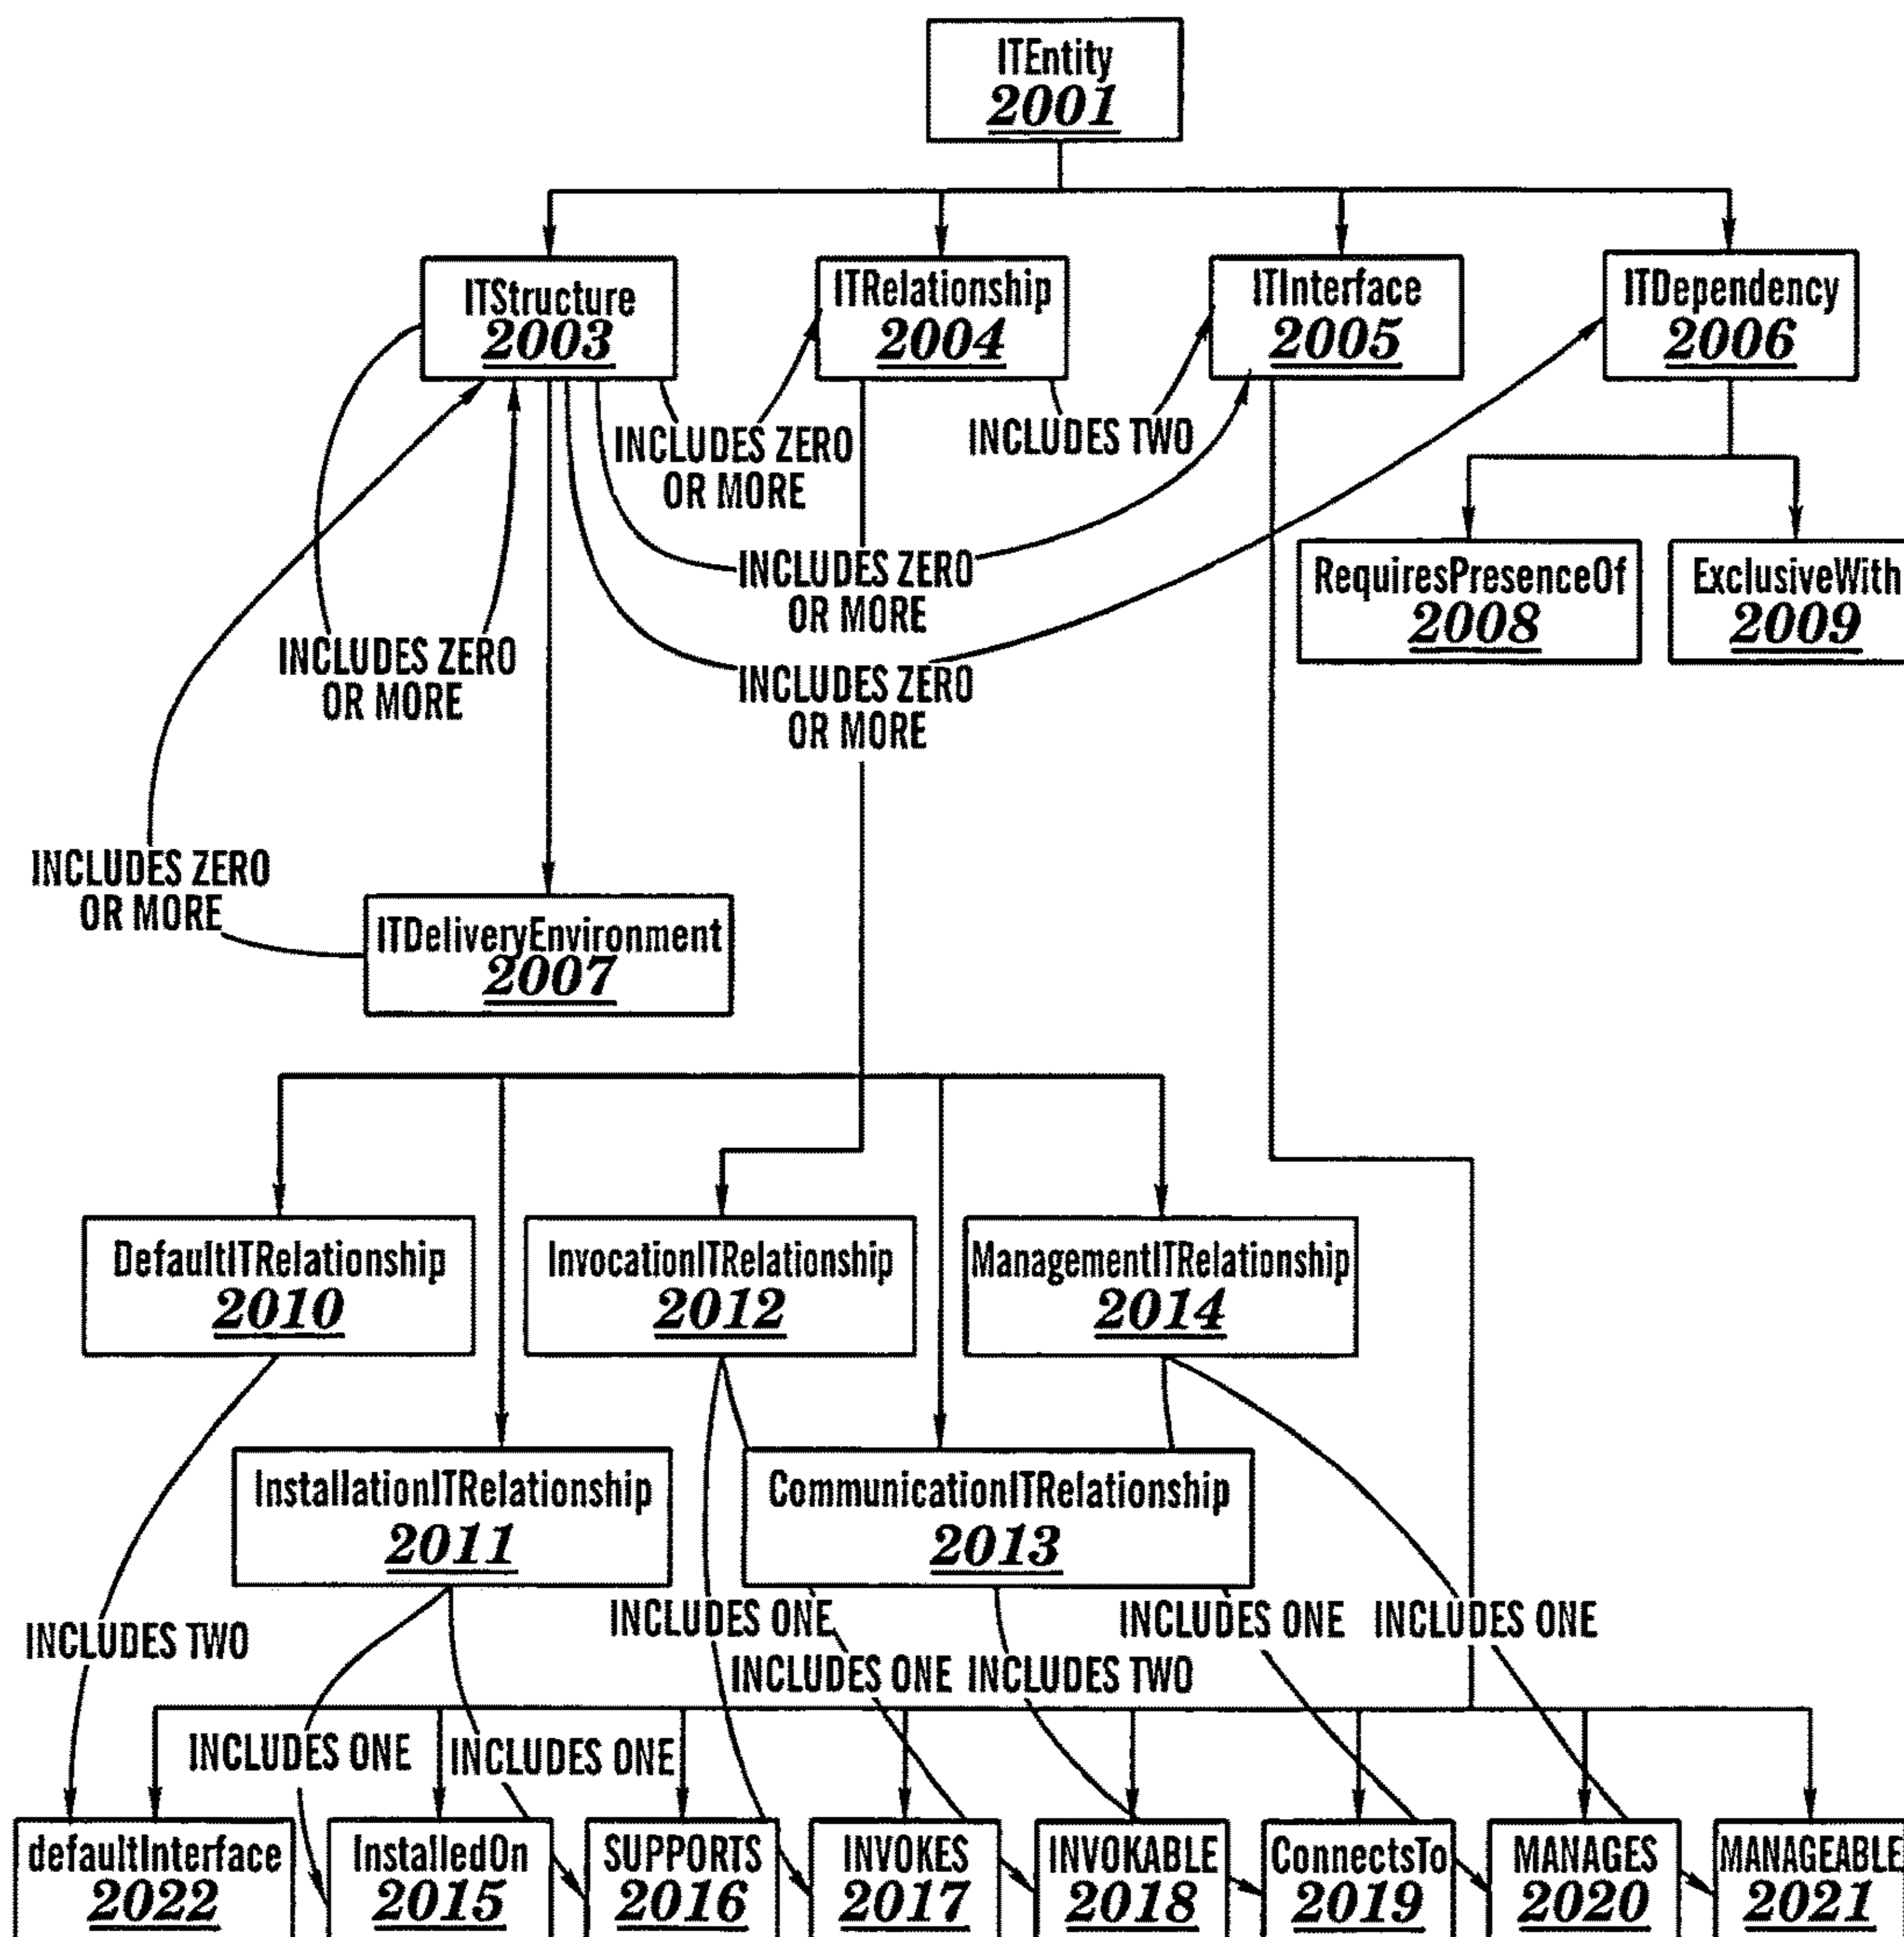 ITEntity
2001
ITStructure
2003
ITRelationship
2004
ITInterface
2005
ITDependency
2006
INCLUDES ZERO
OR MORE
INCLUDES TWO
INCLUDES ZERO
OR MORE
RequiresPresenceOf
2008
ExclusiveWith
2009
INCLUDES ZERO
OR MORE
INCLUDES ZERO
OR MORE
INCLUDES ZERO
OR MORE
ITDeliveryEnvironment
2007
DefaultITRelationship
2010
InvocationITRelationship
2012
ManagementITRelationship
2014
InstallationITRelationship
2011
CommunicationITRelationship
2013
INCLUDES TWO
INCLUDES ONE
INCLUDES ONE
INCLUDES ONE
INCLUDES ONE
INCLUDES TWO
INCLUDES ONE
INCLUDES ONE
defaultInterface
2022
InstalledOn
2015
SUPPORTS
2016
INVOKES
2017
INVOKABLE
2018
ConnectsTo
2019
MANAGES
2020
MANAGEABLE
2021